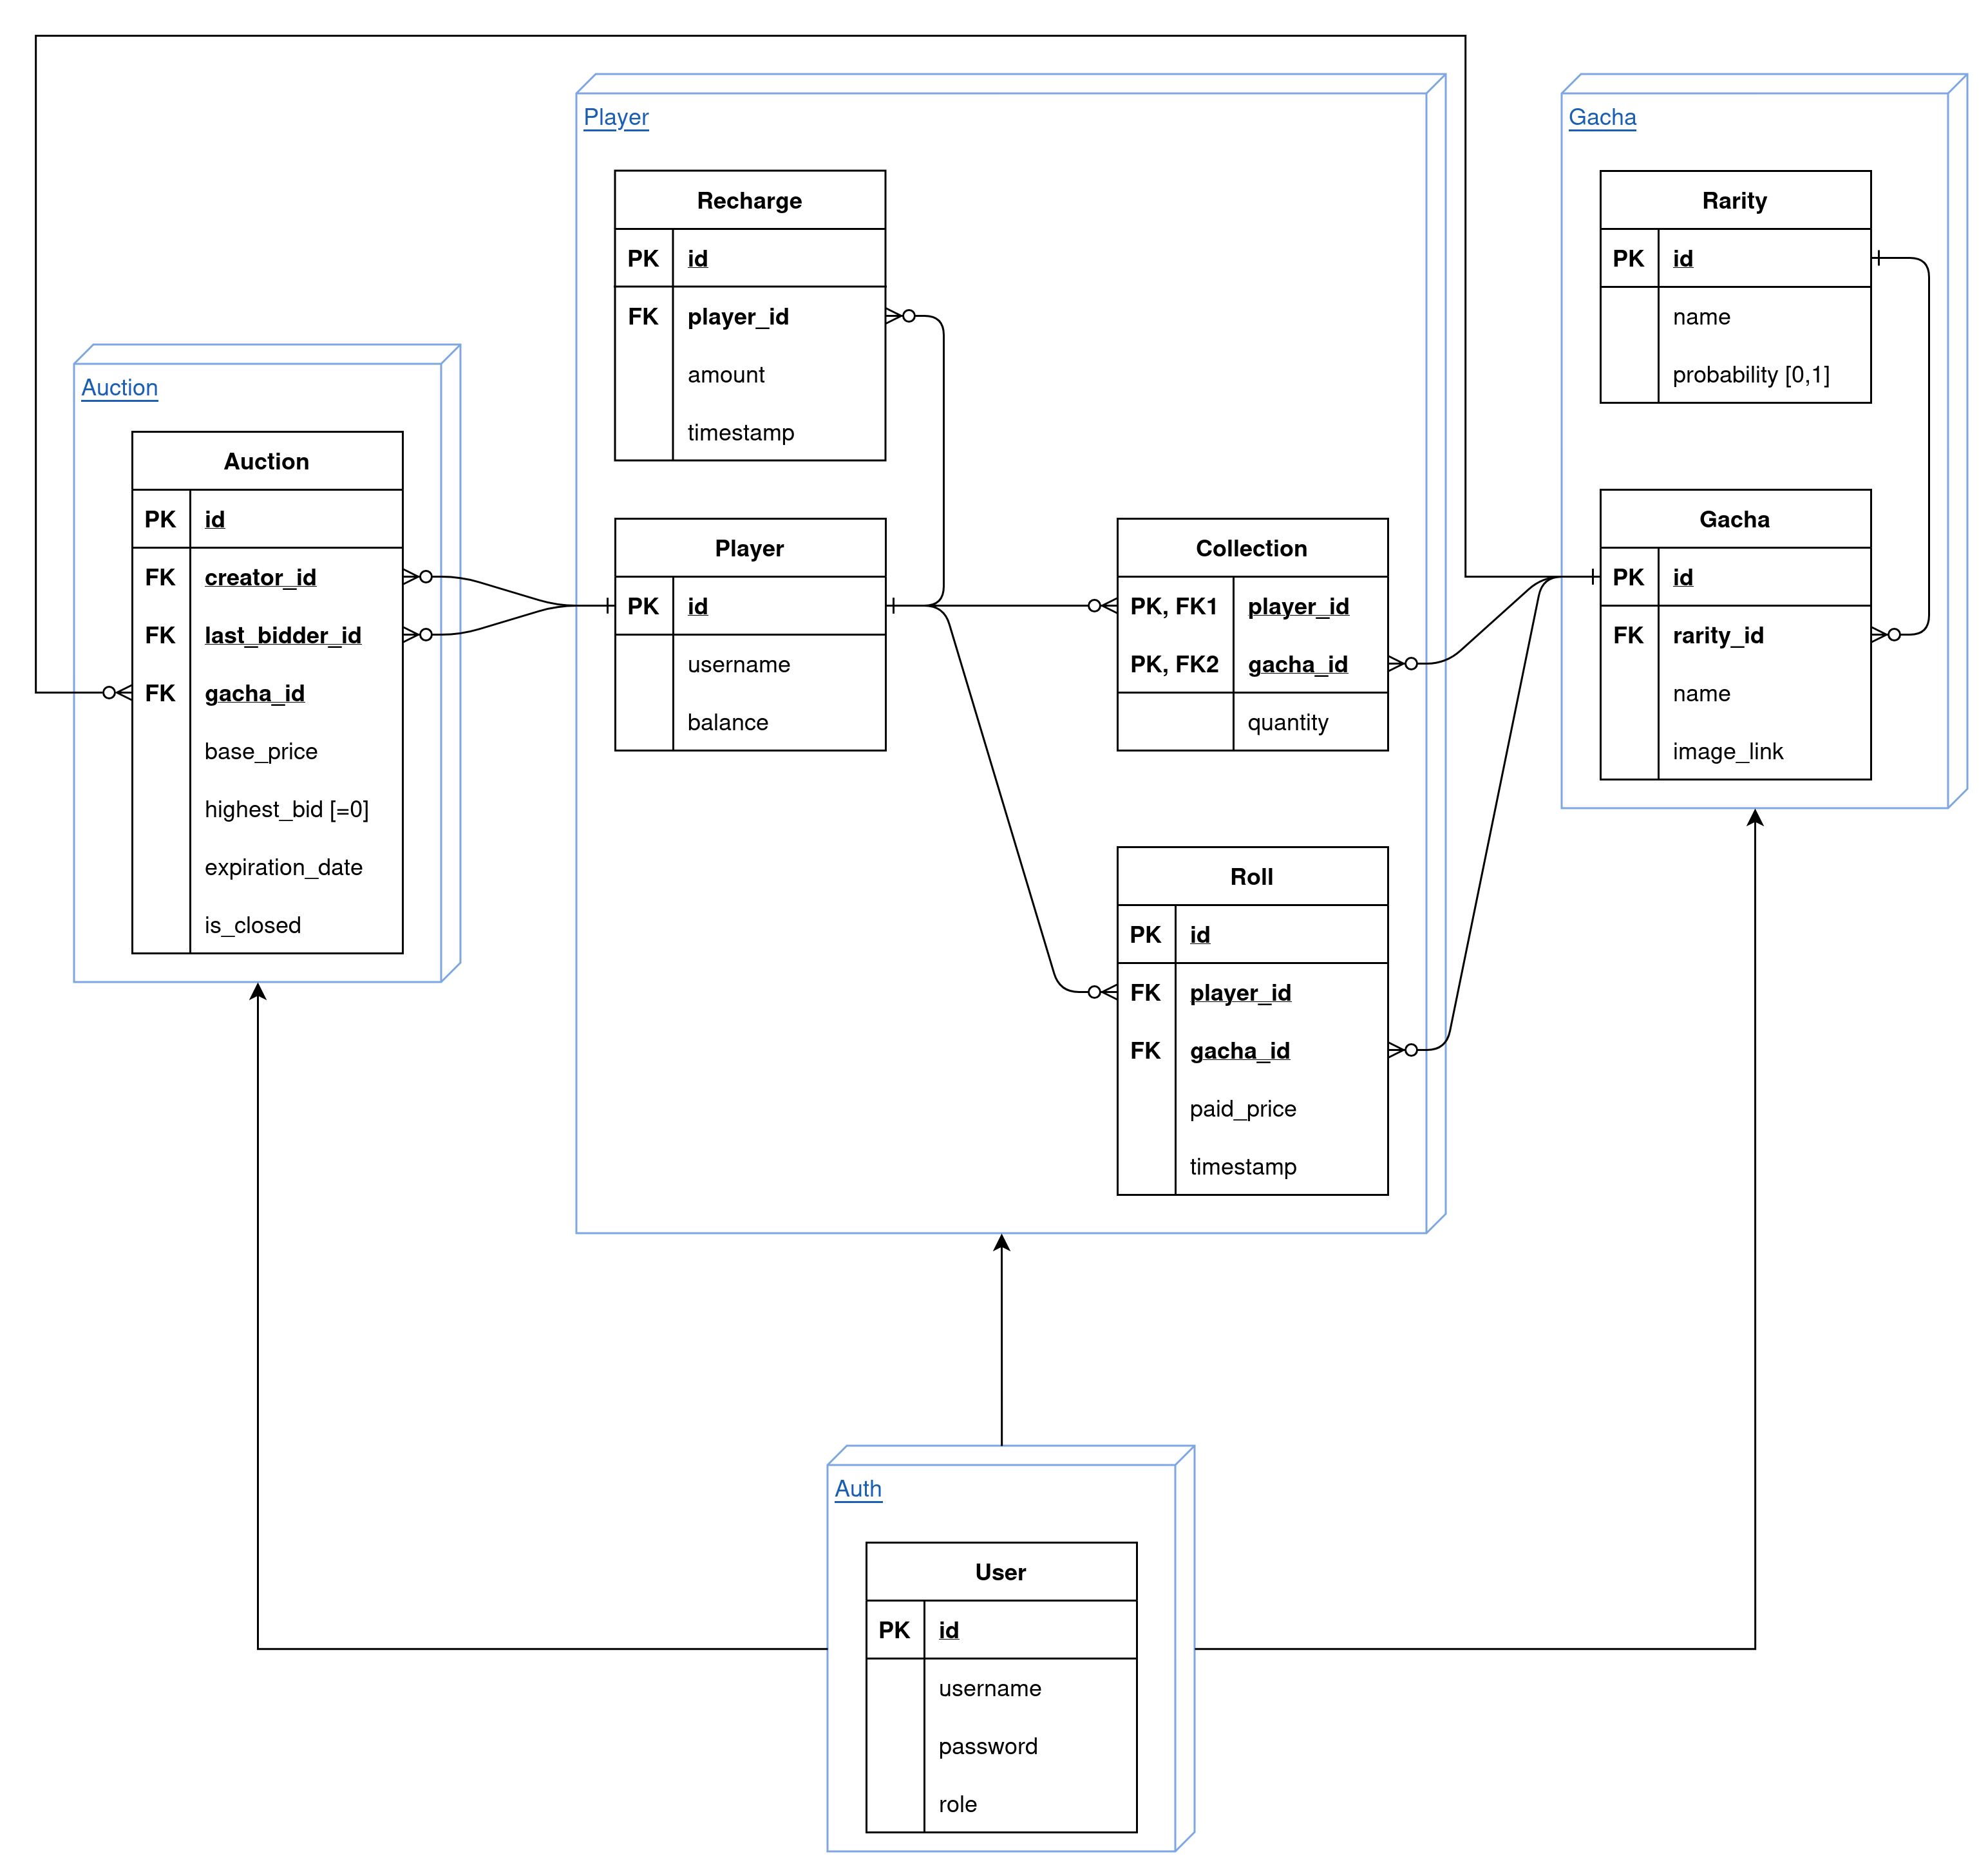 Player
Recharge
PK id
FK player_id
amount
timestamp
Player
PK id
username
balance
Collection
PK, FK1 player_id
PK, FK2 gacha_id
quantity
Roll
PK id
FK player_id
FK gacha_id
paid_price
timestamp
Gacha
Rarity
PK id
name
probability [0,1]
Gacha
PK id
FK rarity_id
name
image_link
Auction
Auction
PK id
FK creator_id
FK last_bidder_id
FK gacha_id
base_price
highest_bid [=0]
expiration_date
is_closed
Auth
User
PK id
username
password
role